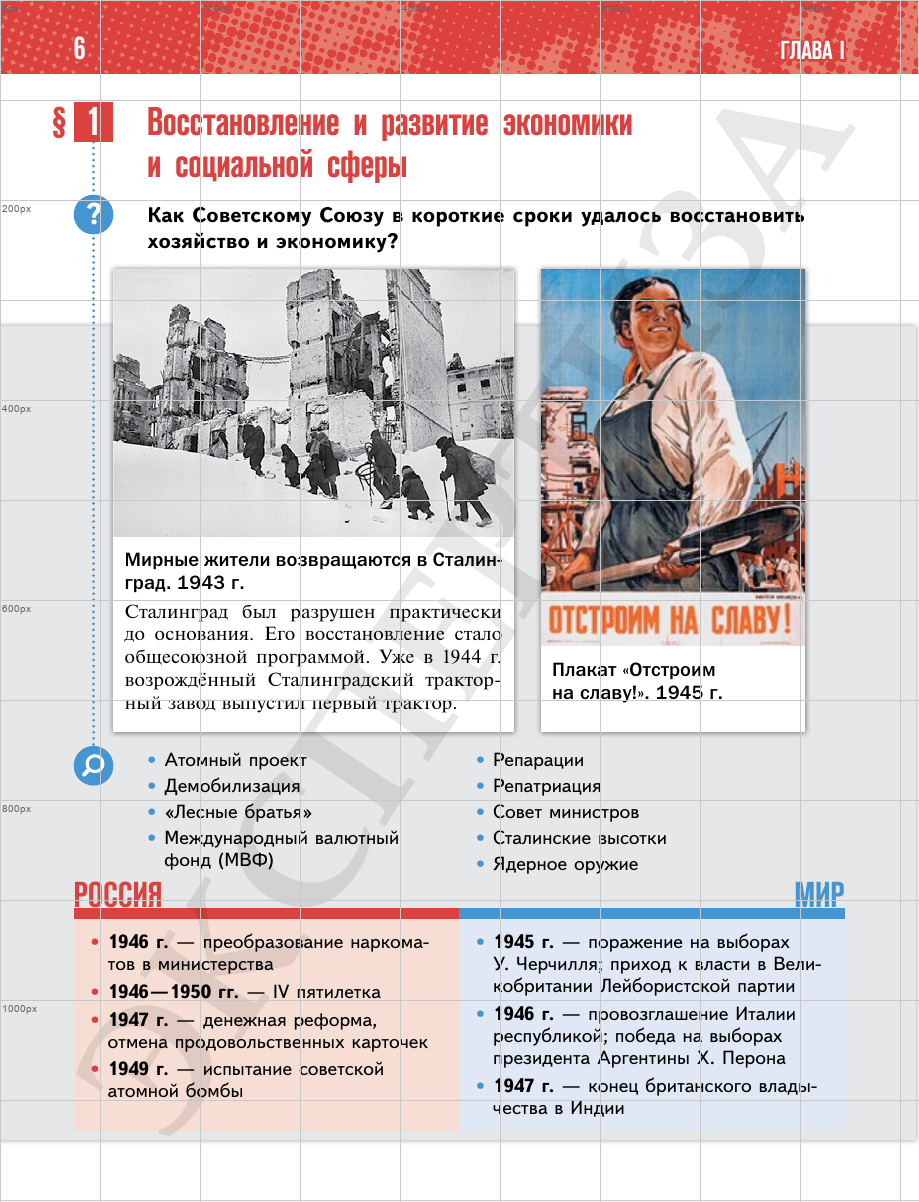 6
ГЛАВА I
§ 1
Восстановление и развитие экономики
и социальной сферы
?
Как Советскому Союзу в короткие сроки удалось восстановить
хозяйство и экономику?
ОТСТРОИМ НА СЛАВУ!
Мирные жители возвращаются в Сталин-
град. 1943 г.
Сталинград был разрушен практически
до основания. Его восстановление стало
общесоюзной программой. Уже в 1944 г.
возрождённый Сталинградский трактор-
ный завод выпустил первый трактор.
Плакат «Отстроим
на славу!». 1945 г.
• Атомный проект
• Демобилизация
• «Лесные братья»
• Международный валютный
фонд (МВФ)
• Репарации
• Репатриация
• Совет министров
• Сталинские высотки
• Ядерное оружие
РОССИЯ
• 1946 г. — преобразование наркома-
тов в министерства
• 1946—1950 гг. — IV пятилетка
• 1947 г. — денежная реформа,
отмена продовольственных карточек
• 1949 г. — испытание советской
атомной бомбы
МИР
• 1945 г. — поражение на выборах
У. Черчилля; приход к власти в Вели-
кобритании Лейбористской партии
• 1946 г. — провозглашение Италии
республикой; победа на выборах
президента Аргентины Х. Перона
• 1947 г. — конец британского влады-
чества в Индии
ЭКСПЕРТИЗА
200px
400px
600px
800px
1000px